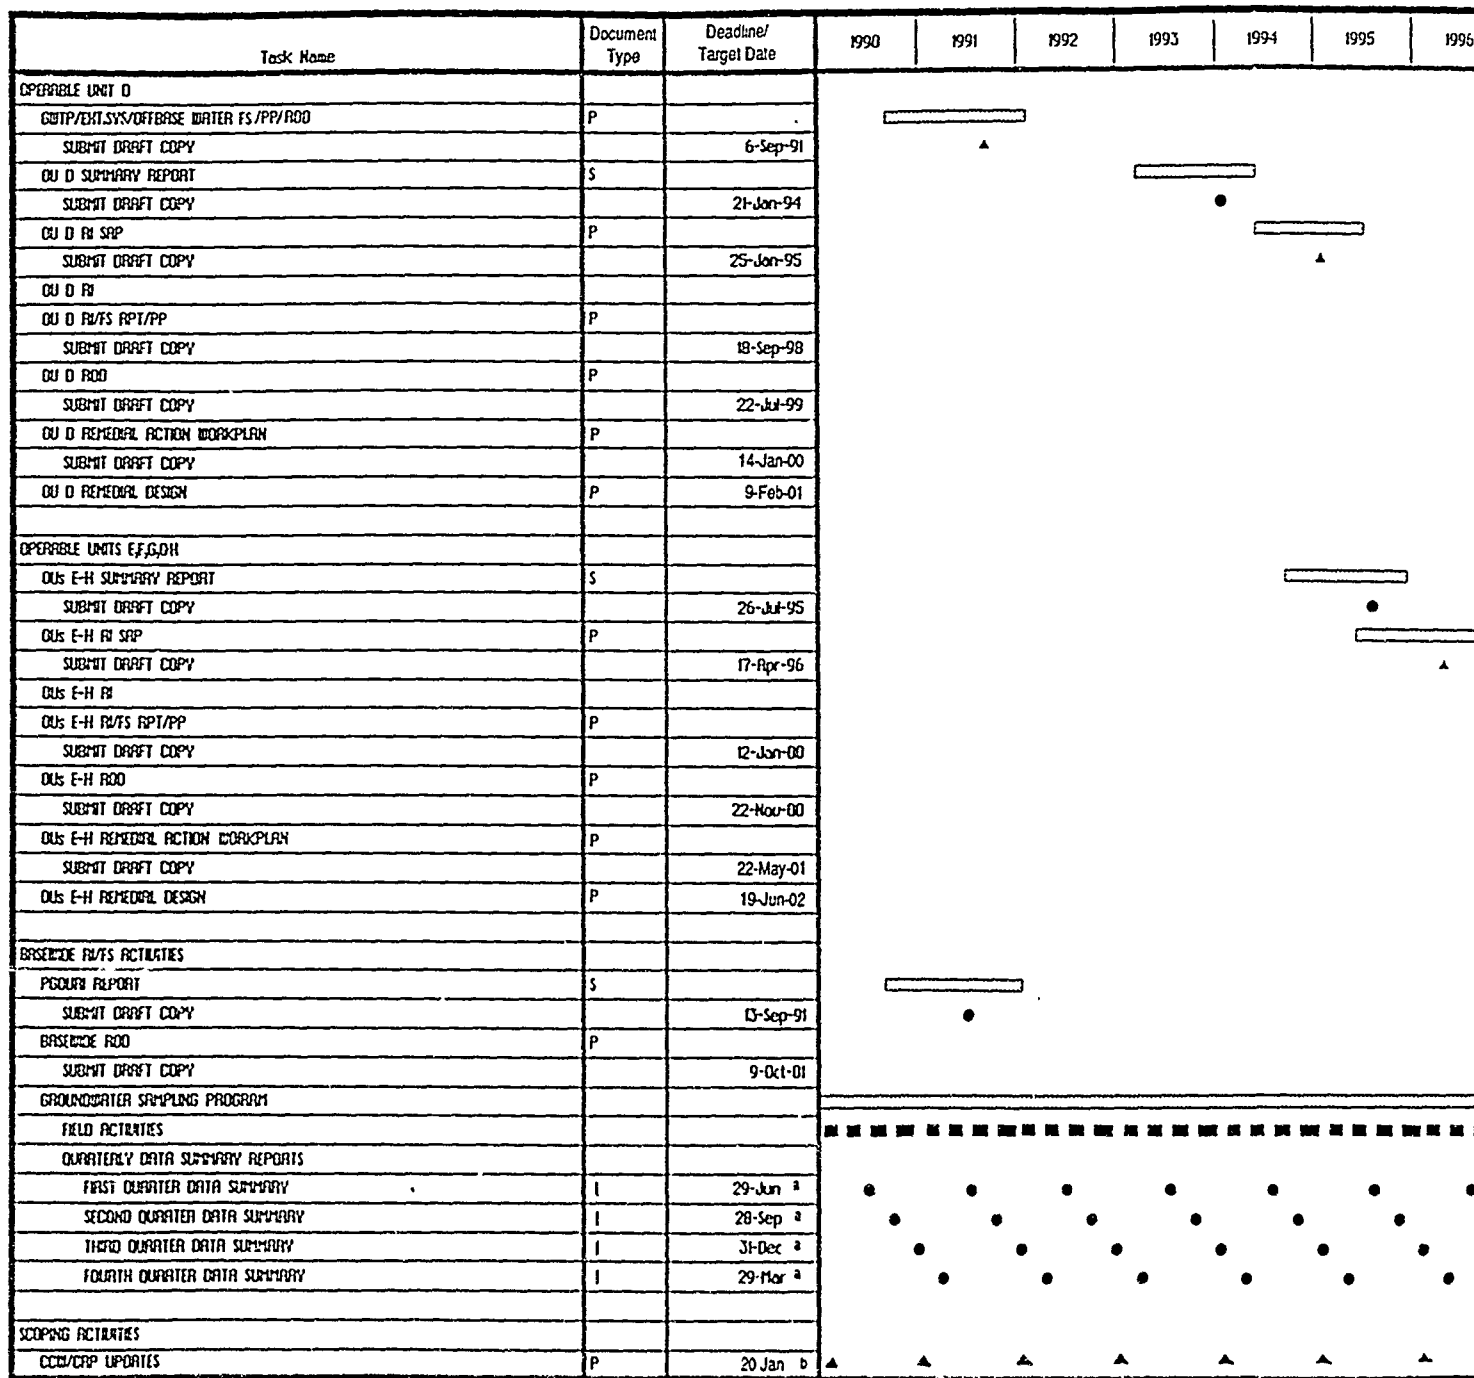 Task Name Document Type Deadline/ Target Date 1990 1991 1992 1993 1994 1995 1996
OPERABLE UNIT D
GWTP/EXT.SYS/OFFBASE WATER FS/PP/ROD P
SUBMIT DRAFT COPY 6-Sep-91
OU D SUMMARY REPORT S
SUBMIT DRAFT COPY 21-Jan-94
OU D RI SAP P
SUBMIT DRAFT COPY 25-Jan-95
OU D RI
OU D RI/FS RPT/PP P
SUBMIT DRAFT COPY 18-Sep-98
OU D ROD P
SUBMIT DRAFT COPY 22-Jul-99
OU D REMEDIAL ACTION WORKPLAN P
SUBMIT DRAFT COPY 14-Jan-00
OU D REMEDIAL DESIGN P 9-Feb-01
OPERABLE UNITS E,F,G,&H
OUs E-H SUMMARY REPORT S
SUBMIT DRAFT COPY 26-Jul-95
OUs E-H RI SAP P
SUBMIT DRAFT COPY 17-Apr-96
OUs E-H RI
OUs E-H RI/FS RPT/PP P
SUBMIT DRAFT COPY 12-Jan-00
OUs E-H ROD P
SUBMIT DRAFT COPY 22-Nov-00
OUs E-H REMEDIAL ACTION WORKPLAN P
SUBMIT DRAFT COPY 22-May-01
OUs E-H REMEDIAL DESIGN P 19-Jun-02
BASEWIDE RI/FS ACTIVITIES
PGOURI REPORT S
SUBMIT DRAFT COPY 13-Sep-91
BASEWIDE ROD P
SUBMIT DRAFT COPY 9-Oct-01
GROUNDWATER SAMPLING PROGRAM
FIELD ACTIVITIES
QUARTERLY DATA SUMMARY REPORTS
FIRST QUARTER DATA SUMMARY I 29-Jun a
SECOND QUARTER DATA SUMMARY I 28-Sep a
THIRD QUARTER DATA SUMMARY I 31-Dec a
FOURTH QUARTER DATA SUMMARY I 29-Mar a
SCOPING ACTIVITIES
CCW/CRP UPDATES P 20 Jan b